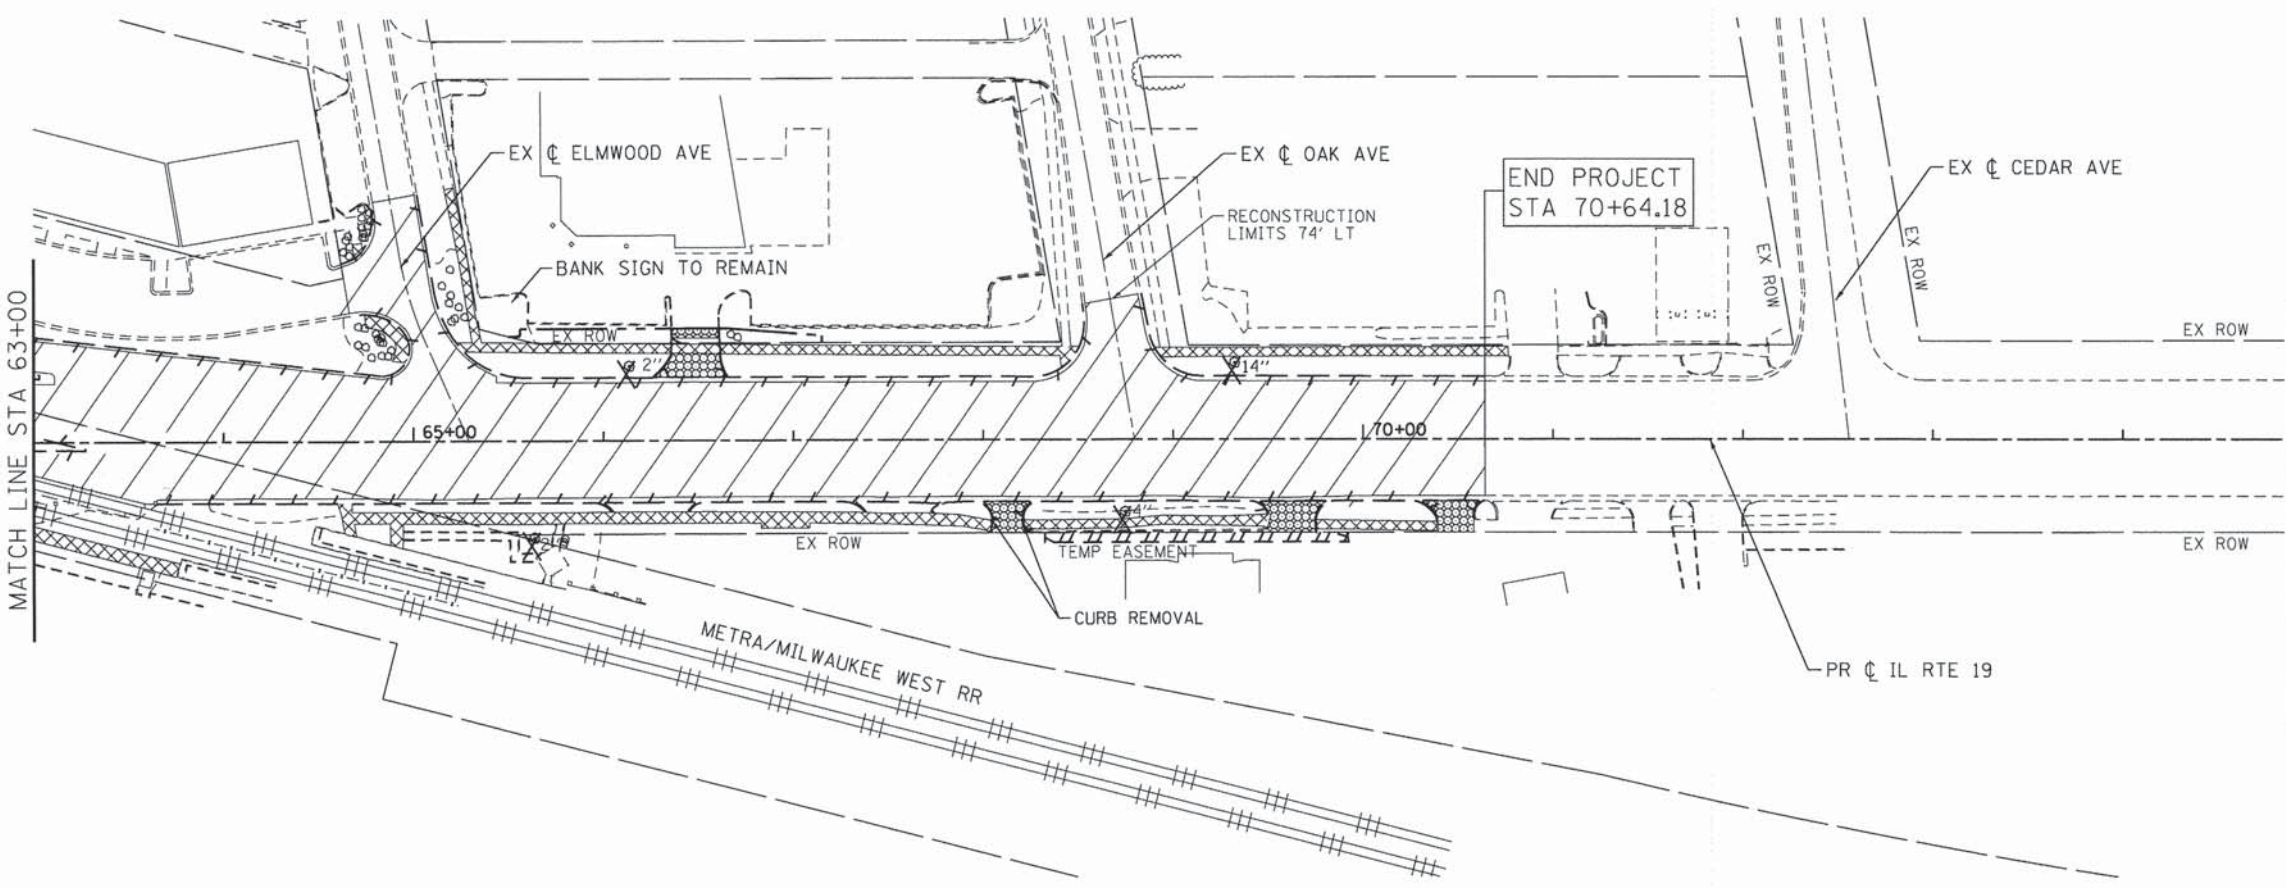 EX ℄ ELMWOOD AVE
EX ℄ OAK AVE
END PROJECT
STA 70+64.18
EX ℄ CEDAR AVE
RECONSTRUCTION
LIMITS 74' LT
BANK SIGN TO REMAIN
EX ROW
EX ROW
EX ROW
EX ROW
2"
14"
MATCH LINE STA 63+00
65+00
70+00
4"
2"
EX ROW
TEMP EASEMENT
EX ROW
CURB REMOVAL
METRA/MILWAUKEE WEST RR
PR ℄ IL RTE 19